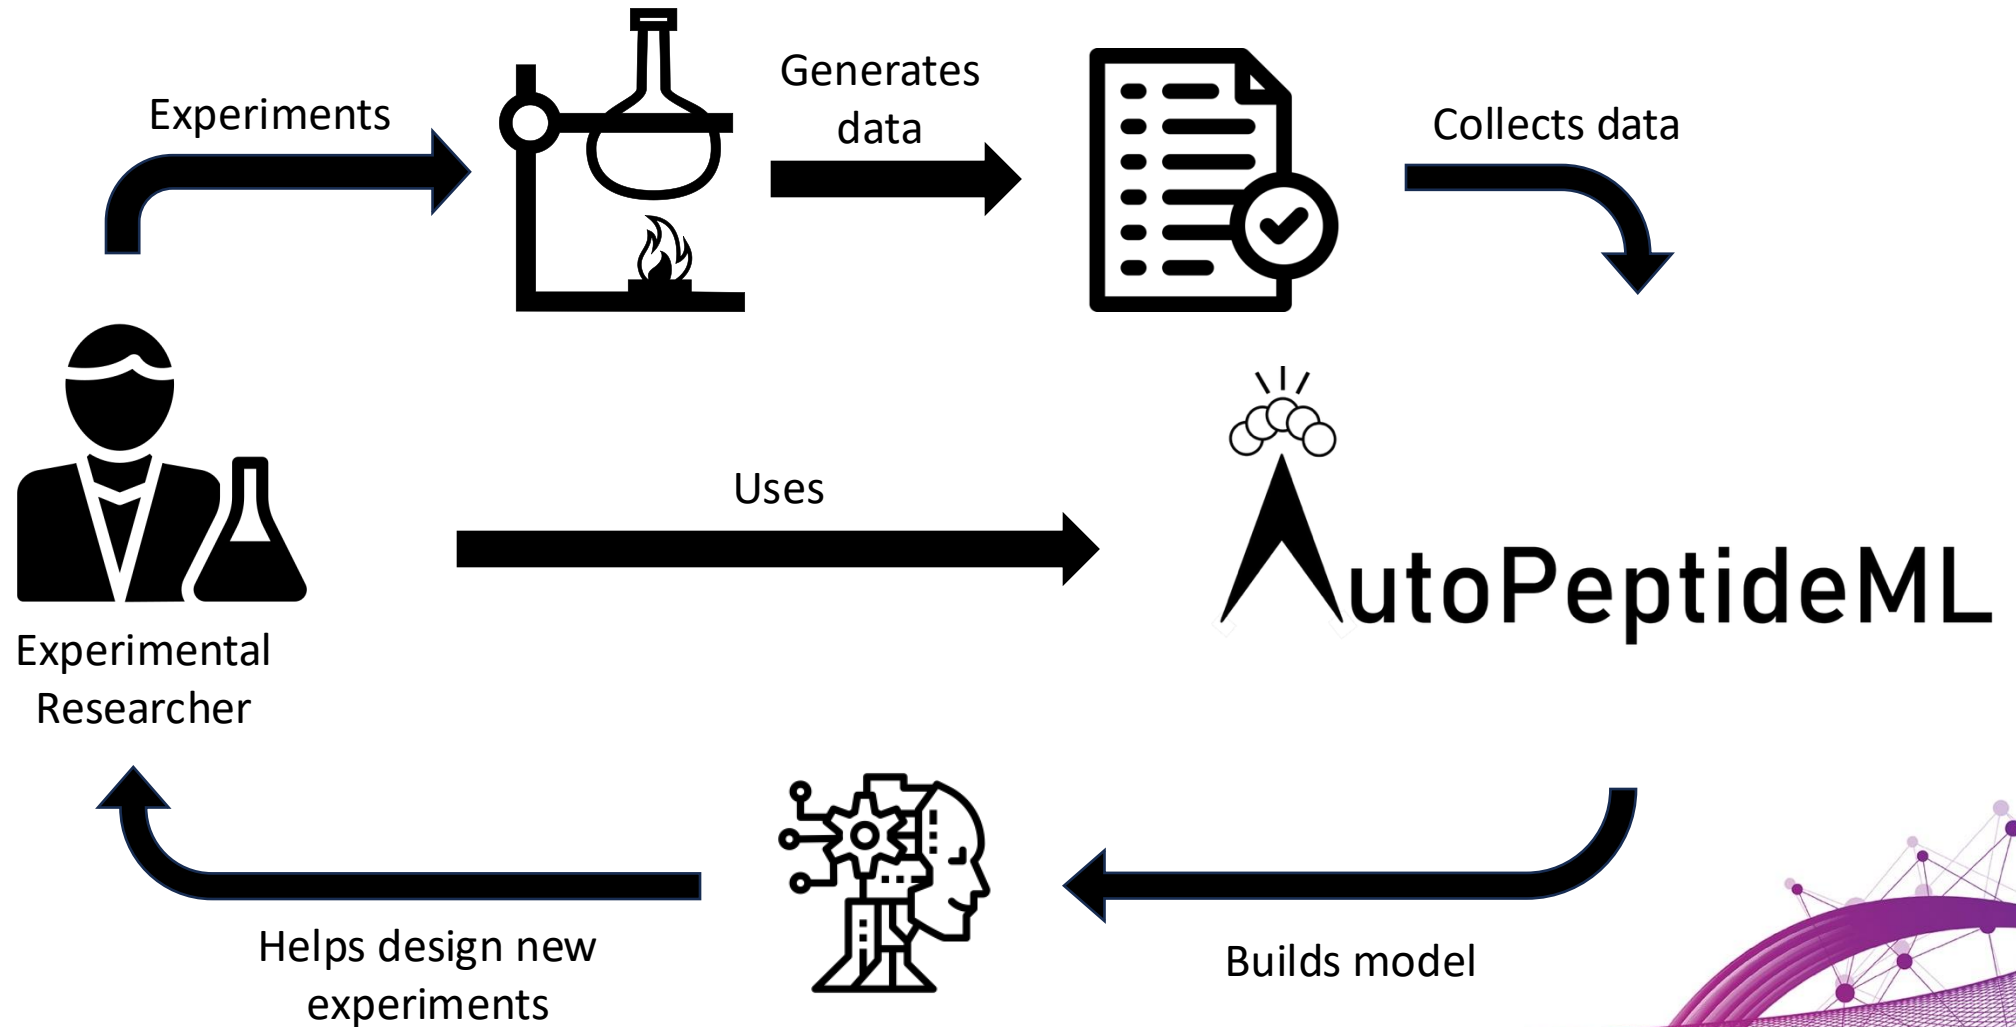 Experiments
Generates
data
Collects data
Uses
AutoPeptideML
Experimental
Researcher
Helps design new
experiments
Builds model